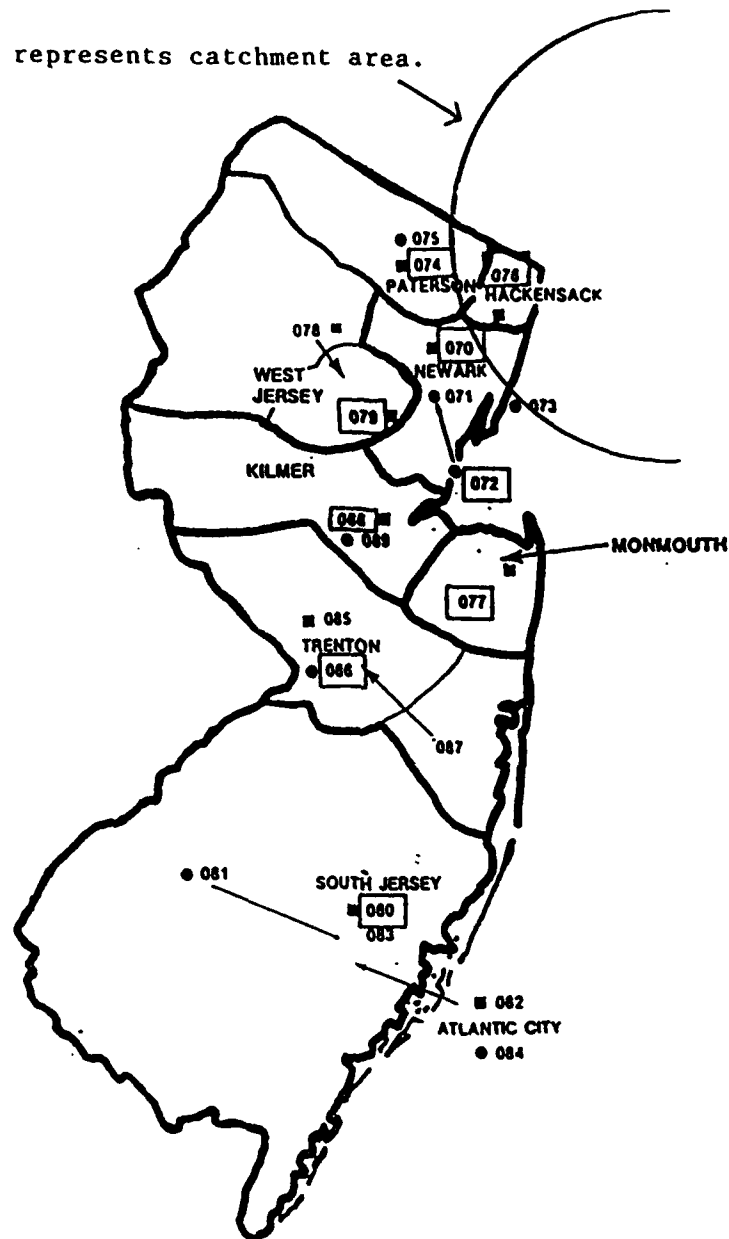 represents catchment area.
075
074
PATERSON
076
HACKENSACK
078
070
NEWARK
WEST
JERSEY
071
079
073
KILMER
072
088
089
MONMOUTH
077
085
TRENTON
086
087
081
SOUTH JERSEY
080
083
082
ATLANTIC CITY
084